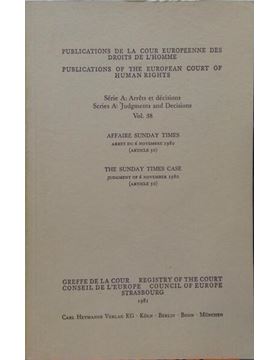 PUBLICATIONS DE LA COUR EUROPEENNE DES
DROITS DE L'HOMME
PUBLICATIONS OF THE EUROPEAN COURT OF
HUMAN RIGHTS
Série A: Arrêts et décisions
Series A: Judgments and Decisions
Vol. 38
AFFAIRE SUNDAY TIMES
ARRET DU 6 NOVEMBRE 1980
(ARTICLE 50)
THE SUNDAY TIMES CASE
JUDGMENT OF 6 NOVEMBER 1980
(ARTICLE 50)
GREFFE DE LA COUR REGISTRY OF THE COURT
CONSEIL DE L'EUROPE COUNCIL OF EUROPE
STRASBOURG
1981
CARL HEYMANNS VERLAG KG · KÖLN · BERLIN · BONN · MÜNCHEN